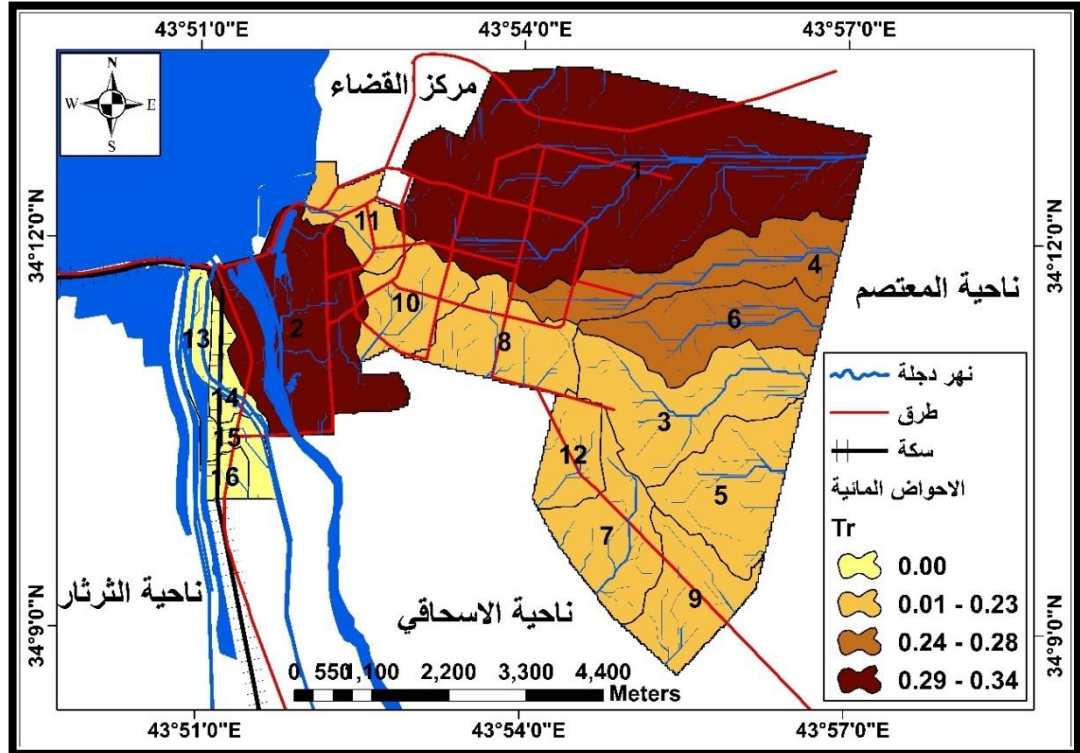 43°51'0"E 43°54'0"E 43°57'0"E
N
W E
S
مركز القضاء
1
11
34°12'0"N 34°12'0"N
4
ناحية المعتصم
13 2 10 8 6
14
15
16
3
12
5
7
9
نهر دجلة
طرق
سكة
الاحواض المائية
Tr
0.00
0.01 - 0.23
0.24 - 0.28
0.29 - 0.34
ناحية الثرثار
ناحية الاسحاقي
34°9'0"N 34°9'0"N
0 550 1,100 2,200 3,300 4,400
Meters
43°51'0"E 43°54'0"E 43°57'0"E